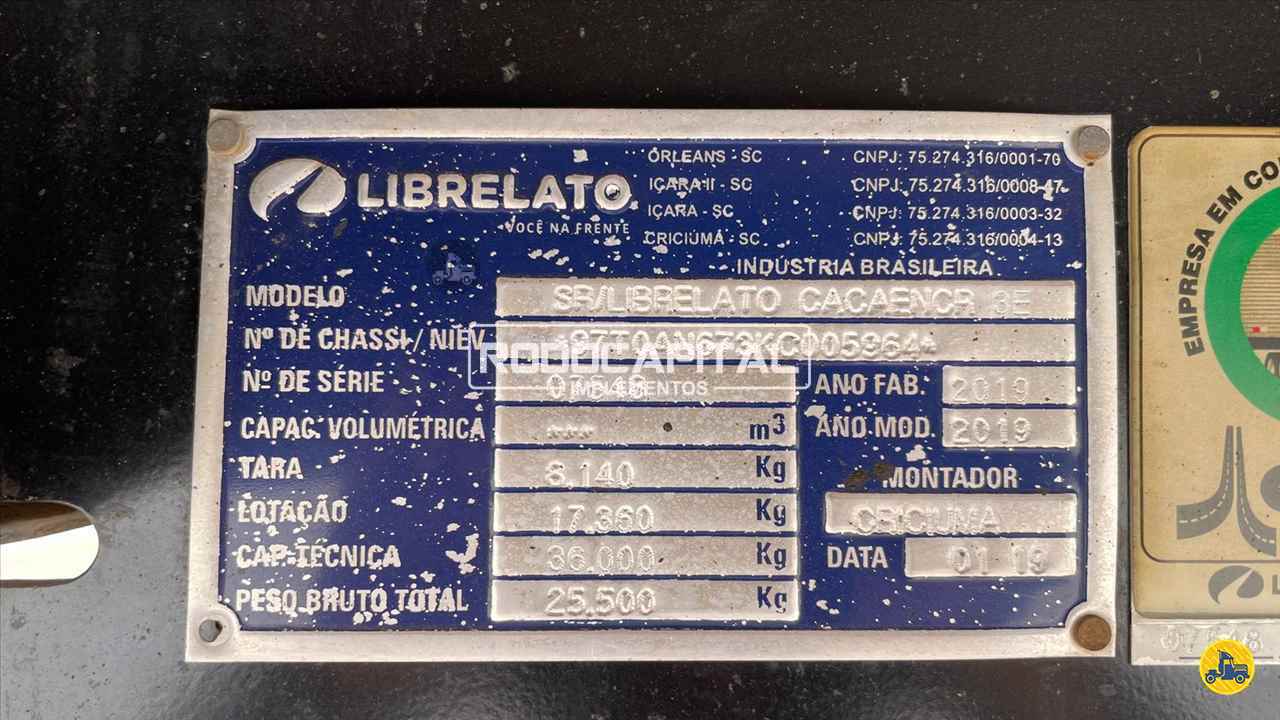 LIBRELATO
VOCÊ NA FRENTE
ORLEANS - SC CNPJ: 75.274.316/0001-70
IÇARA II - SC CNPJ: 75.274.316/0008-47
IÇARA - SC CNPJ: 75.274.316/0003-32
CRICIÚMA - SC CNPJ: 75.274.316/0004-13
INDÚSTRIA BRASILEIRA
MODELO SR/LIBRELATO CACAENCR 3E
Nº DE CHASSI / NIEV
RODOCAPITAL
IMPLEMENTOS
Nº DE SÉRIE
ANO FAB. 2019
CAPAC. VOLUMÉTRICA --- m3
ANO MOD. 2019
TARA 8.140 Kg
MONTADOR
LOTAÇÃO 17.360 Kg
CRICIUMA
CAP. TÉCNICA 36.000 Kg
DATA 01 19
PESO BRUTO TOTAL 25.500 Kg
EMPRESA EM